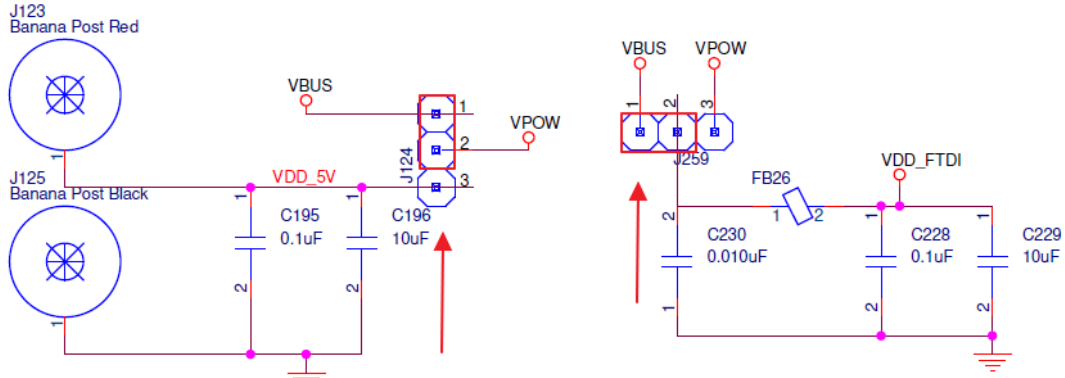 J123
Banana Post Red
1
J125
Banana Post Black
1
VBUS
VPOW
1
2
3
J124
VDD_5V
1
C195
0.1uF
2
1
C196
10uF
2
VBUS
VPOW
1
2
3
J259
VDD_FTDI
FB26
1
2
2
C230
0.010uF
1
1
C228
0.1uF
2
1
C229
10uF
2